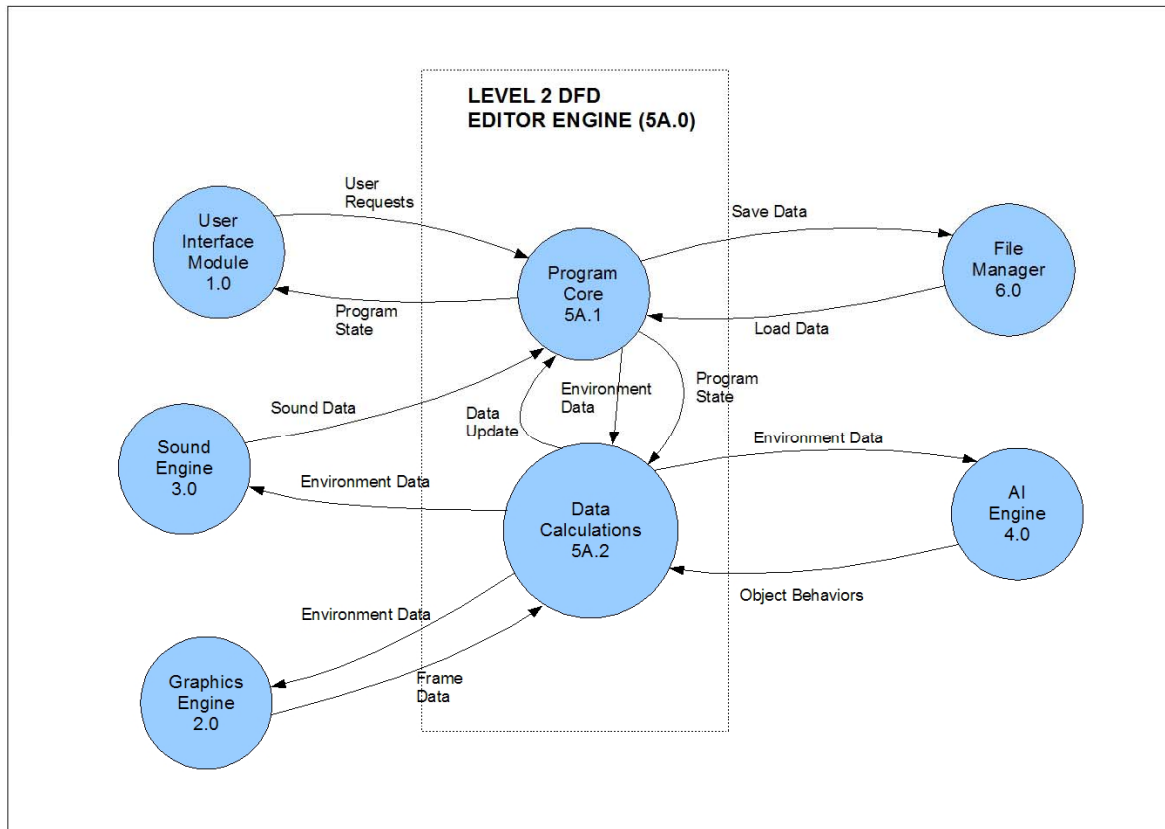 LEVEL 2 DFD
EDITOR ENGINE (5A.0)
User
Requests
User
Interface
Module
1.0
Program
State
Program
Core
5A.1
Save Data
File
Manager
6.0
Load Data
Sound Data
Data
Update
Environment
Data
Program
State
Sound
Engine
3.0
Environment Data
Data
Calculations
5A.2
Environment Data
AI
Engine
4.0
Object Behaviors
Environment Data
Graphics
Engine
2.0
Frame
Data